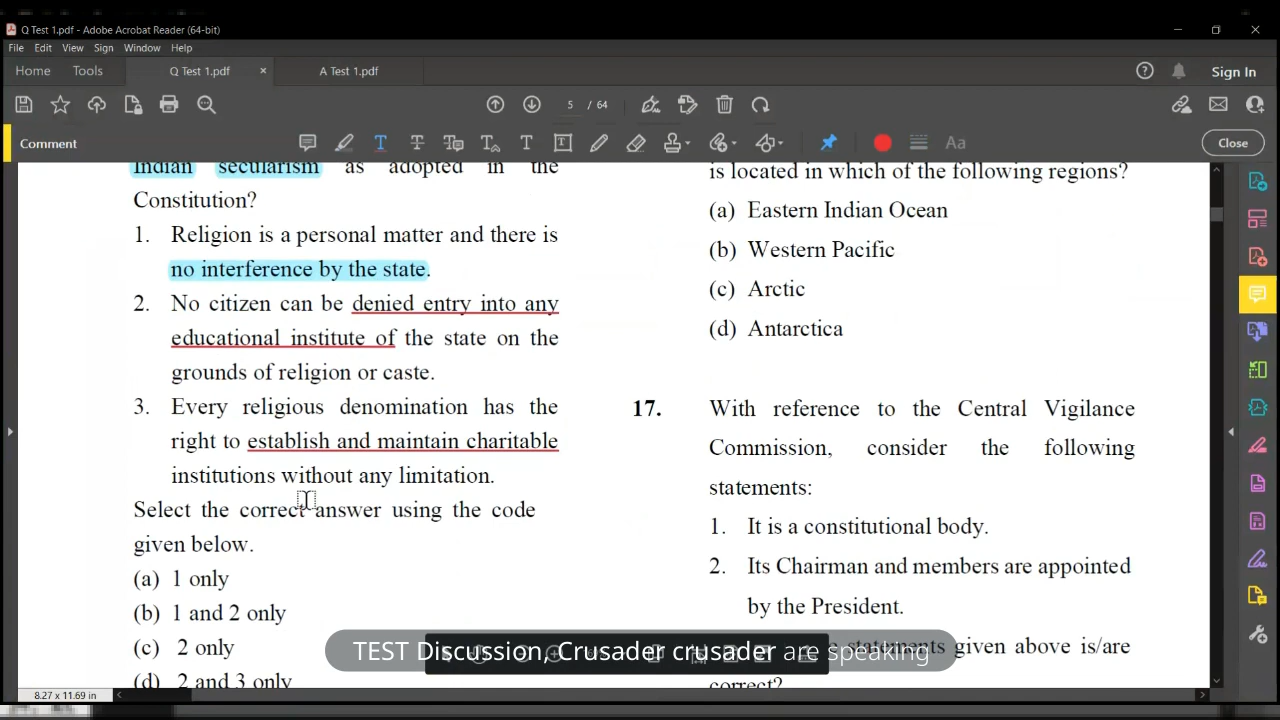 Q Test 1.pdf - Adobe Acrobat Reader (64-bit)
File Edit View Sign Window Help
Home Tools Q Test 1.pdf × A Test 1.pdf Sign In
5 / 64
Comment Close
Indian secularism as adopted in the
Constitution?
1. Religion is a personal matter and there is
no interference by the state.
2. No citizen can be denied entry into any
educational institute of the state on the
grounds of religion or caste.
3. Every religious denomination has the
right to establish and maintain charitable
institutions without any limitation.
Select the correct answer using the code
given below.
(a) 1 only
(b) 1 and 2 only
(c) 2 only
(d) 2 and 3 only
is located in which of the following regions?
(a) Eastern Indian Ocean
(b) Western Pacific
(c) Arctic
(d) Antarctica
17. With reference to the Central Vigilance
Commission, consider the following
statements:
1. It is a constitutional body.
2. Its Chairman and members are appointed
by the President.
statements given above is/are
correct?
TEST Discussion, Crusader crusader are speaking
8.27 x 11.69 in